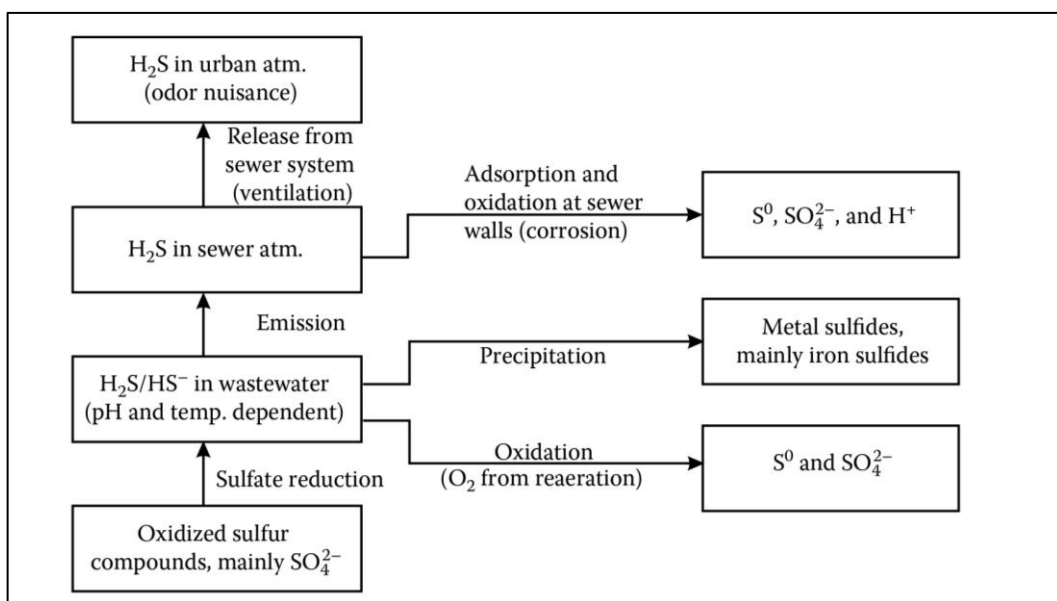 H₂S in urban atm.
(odor nuisance)
Release from
sewer system
(ventilation)
Adsorption and
oxidation at sewer
walls (corrosion)
S⁰, SO₄²⁻, and H⁺
H₂S in sewer atm.
Emission
Precipitation
Metal sulfides,
mainly iron sulfides
H₂S/HS⁻ in wastewater
(pH and temp. dependent)
Oxidation
(O₂ from reaeration)
S⁰ and SO₄²⁻
Sulfate reduction
Oxidized sulfur
compounds, mainly SO₄²⁻